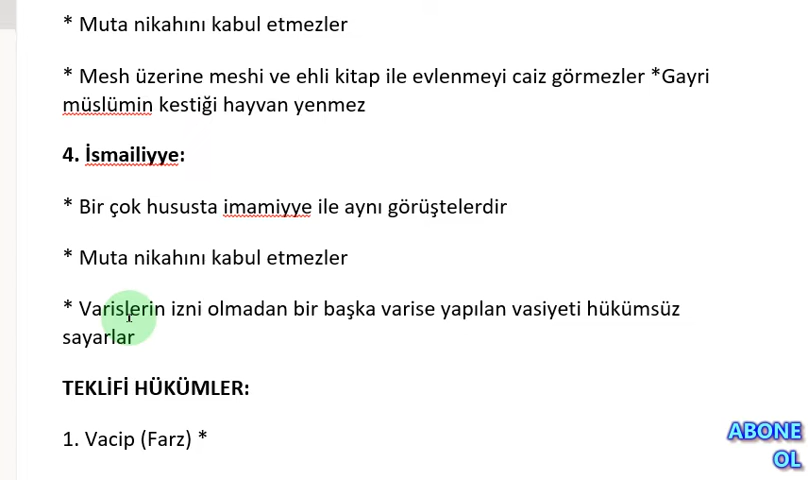 * Muta nikahını kabul etmezler
* Mesh üzerine meshi ve ehli kitap ile evlenmeyi caiz görmezler *Gayri
müslümin kestiği hayvan yenmez
4. İsmailiyye:
* Bir çok hususta imamiyye ile aynı görüştelerdir
* Muta nikahını kabul etmezler
* Varislerin izni olmadan bir başka varise yapılan vasiyeti hükümsüz
sayarlar
TEKLİFİ HÜKÜMLER:
1. Vacip (Farz) *
ABONE
OL